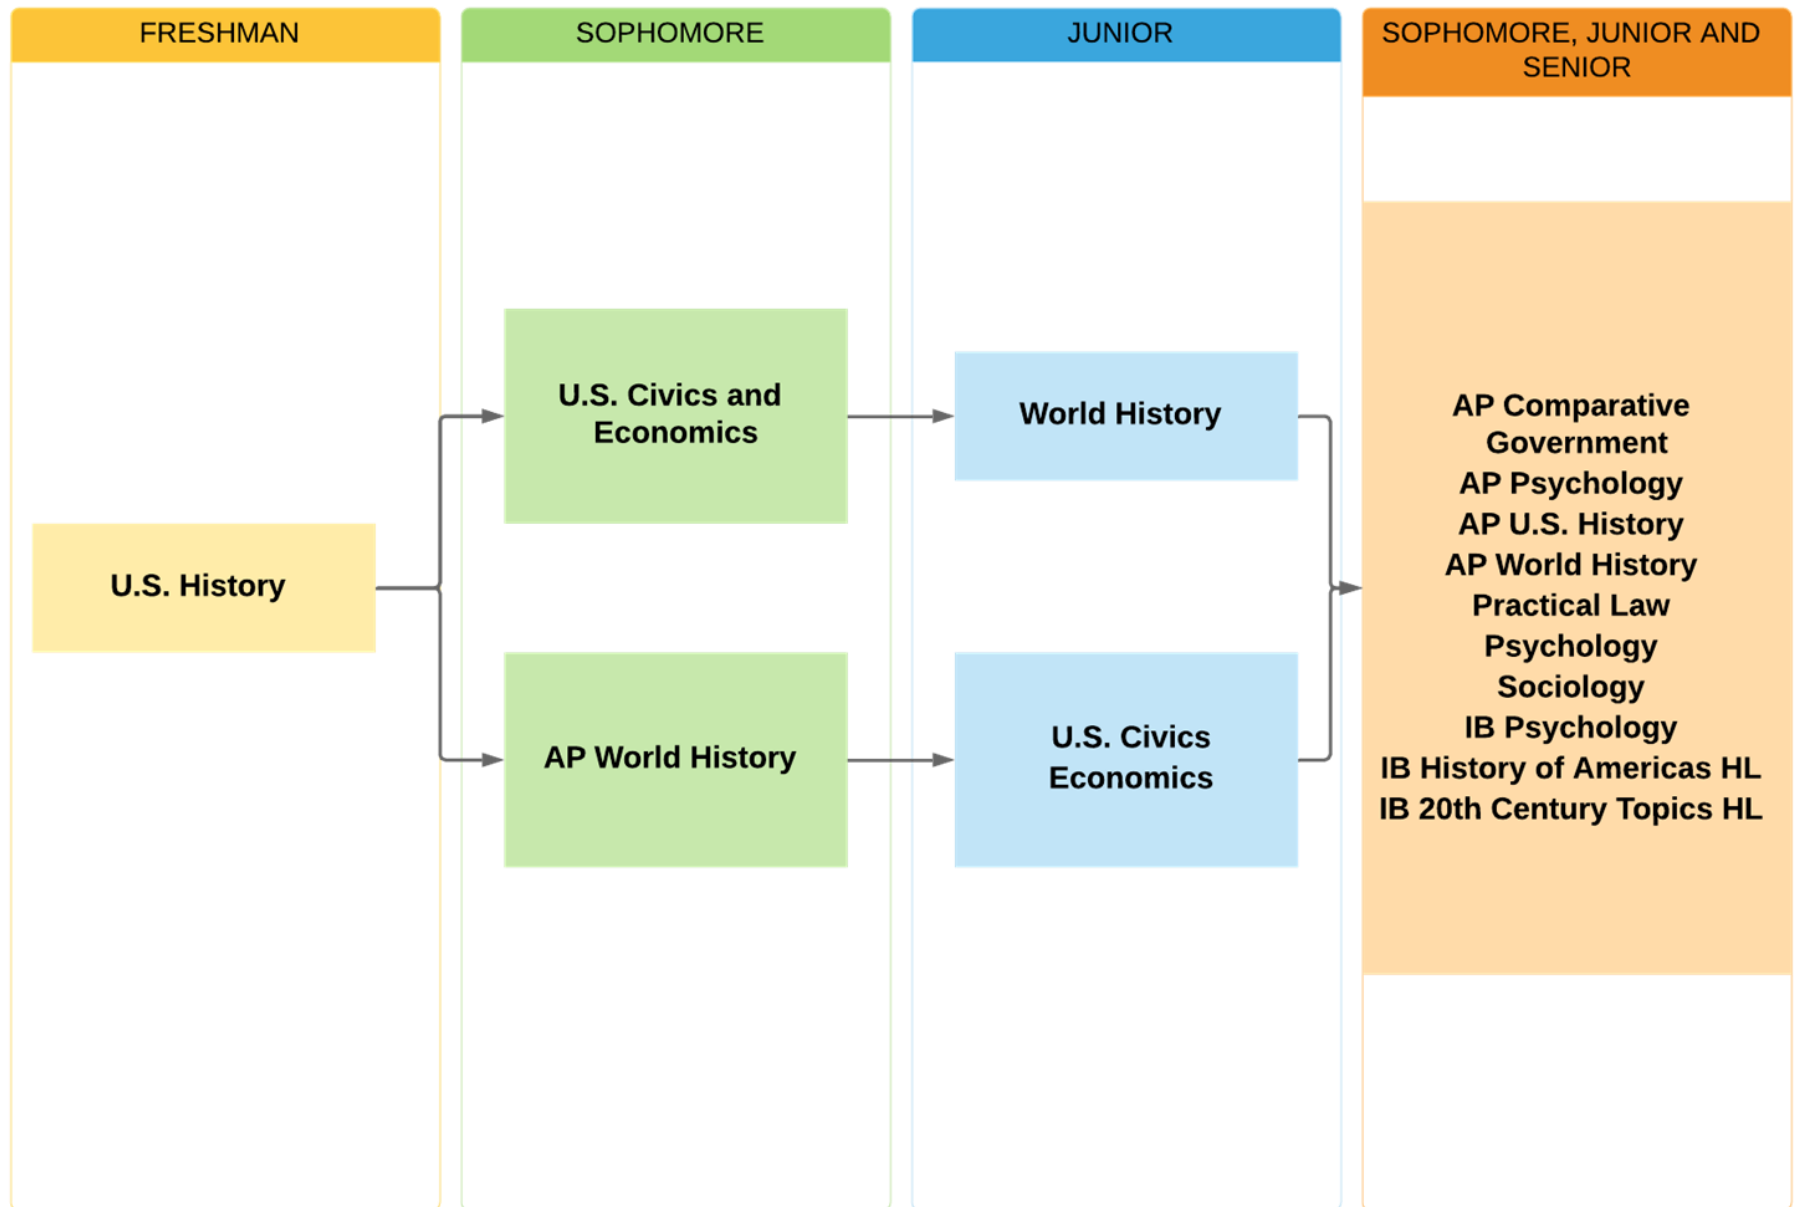 FRESHMAN
SOPHOMORE
JUNIOR
SOPHOMORE, JUNIOR AND
SENIOR
U.S. History
U.S. Civics and
Economics
AP World History
World History
U.S. Civics
Economics
AP Comparative
Government
AP Psychology
AP U.S. History
AP World History
Practical Law
Psychology
Sociology
IB Psychology
IB History of Americas HL
IB 20th Century Topics HL